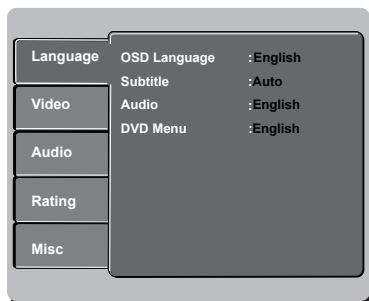 Language
Video
Audio
Rating
Misc
OSD Language :English
Subtitle :Auto
Audio :English
DVD Menu :English